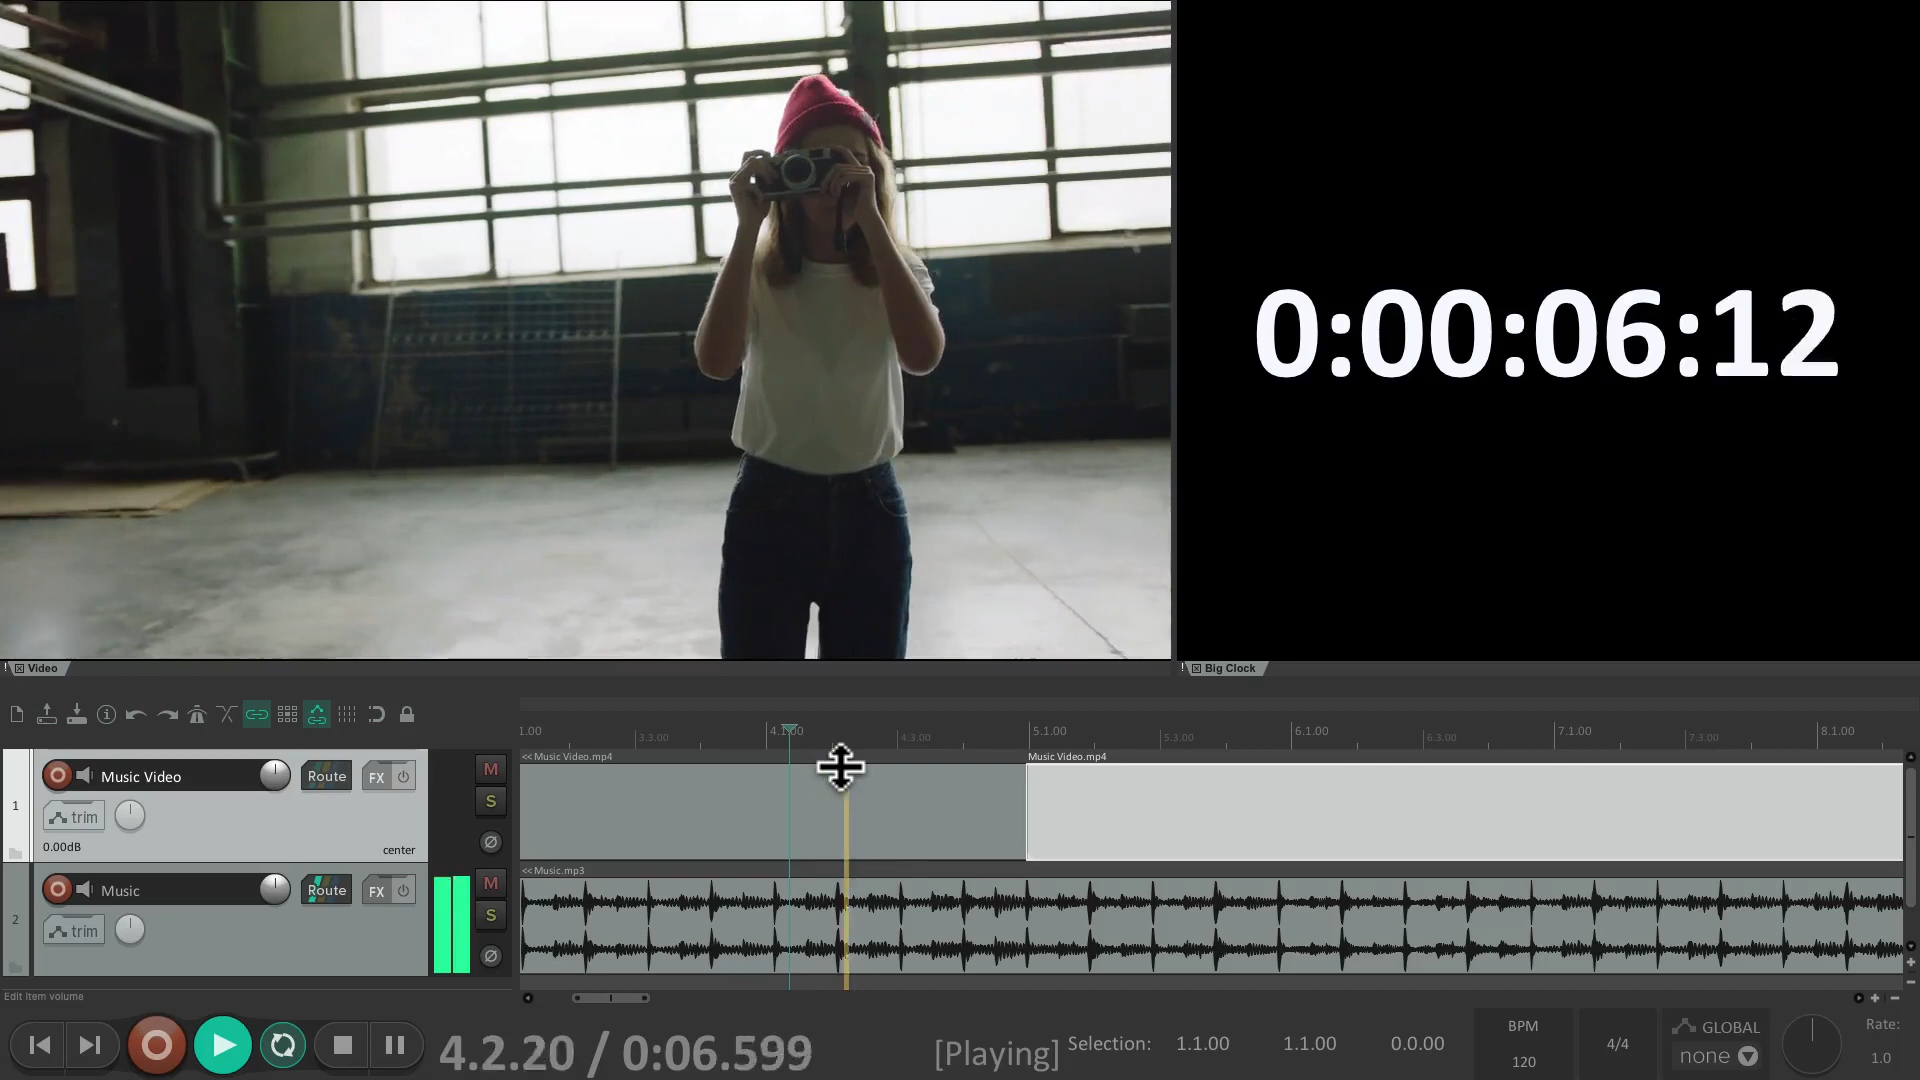 0:00:06:12
! Video
! Big Clock
1.00 3.3.00 4.1.00 4.3.00 5.1.00 5.3.00 6.1.00 6.3.00 7.1.00 7.3.00 8.1.00
<< Music Video.mp4 Music Video.mp4
1 Music Video Route FX M
trim S
0.00dB center Ø
<< Music.mp3
2 Music Route FX M
trim S
Ø
Edit item volume
4.2.20 / 0:06.599 [Playing] Selection: 1.1.00 1.1.00 0.0.00
BPM
120
4/4
GLOBAL
none
Rate:
1.0